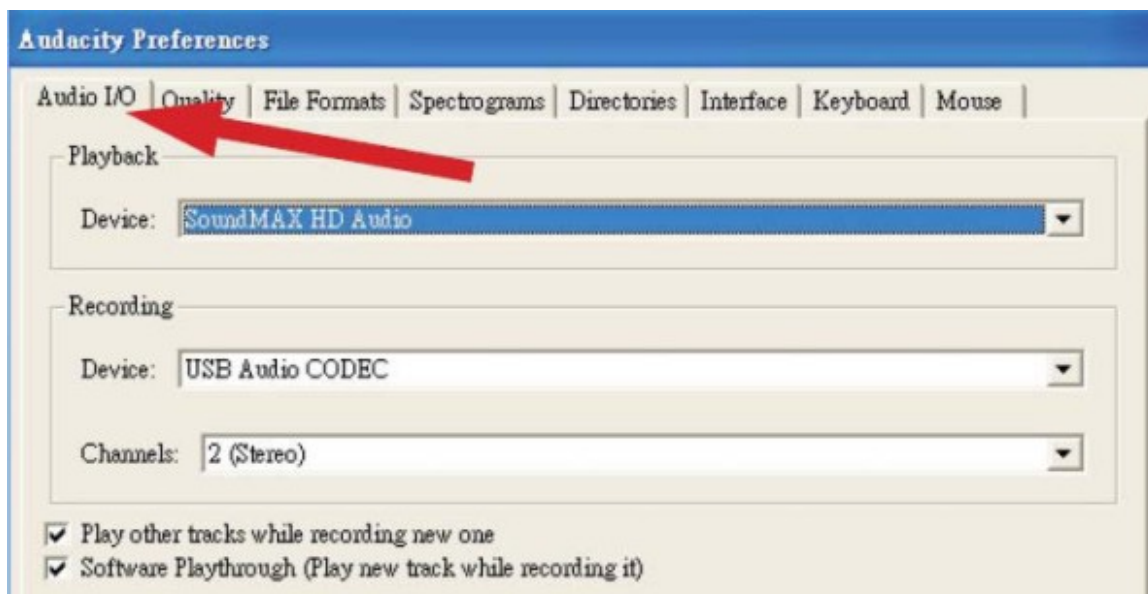 Audacity Preferences
Audio I/O Quality File Formats Spectrograms Directories Interface Keyboard Mouse
Playback
Device: SoundMAX HD Audio
Recording
Device: USB Audio CODEC
Channels: 2 (Stereo)
Play other tracks while recording new one
Software Playthrough (Play new track while recording it)